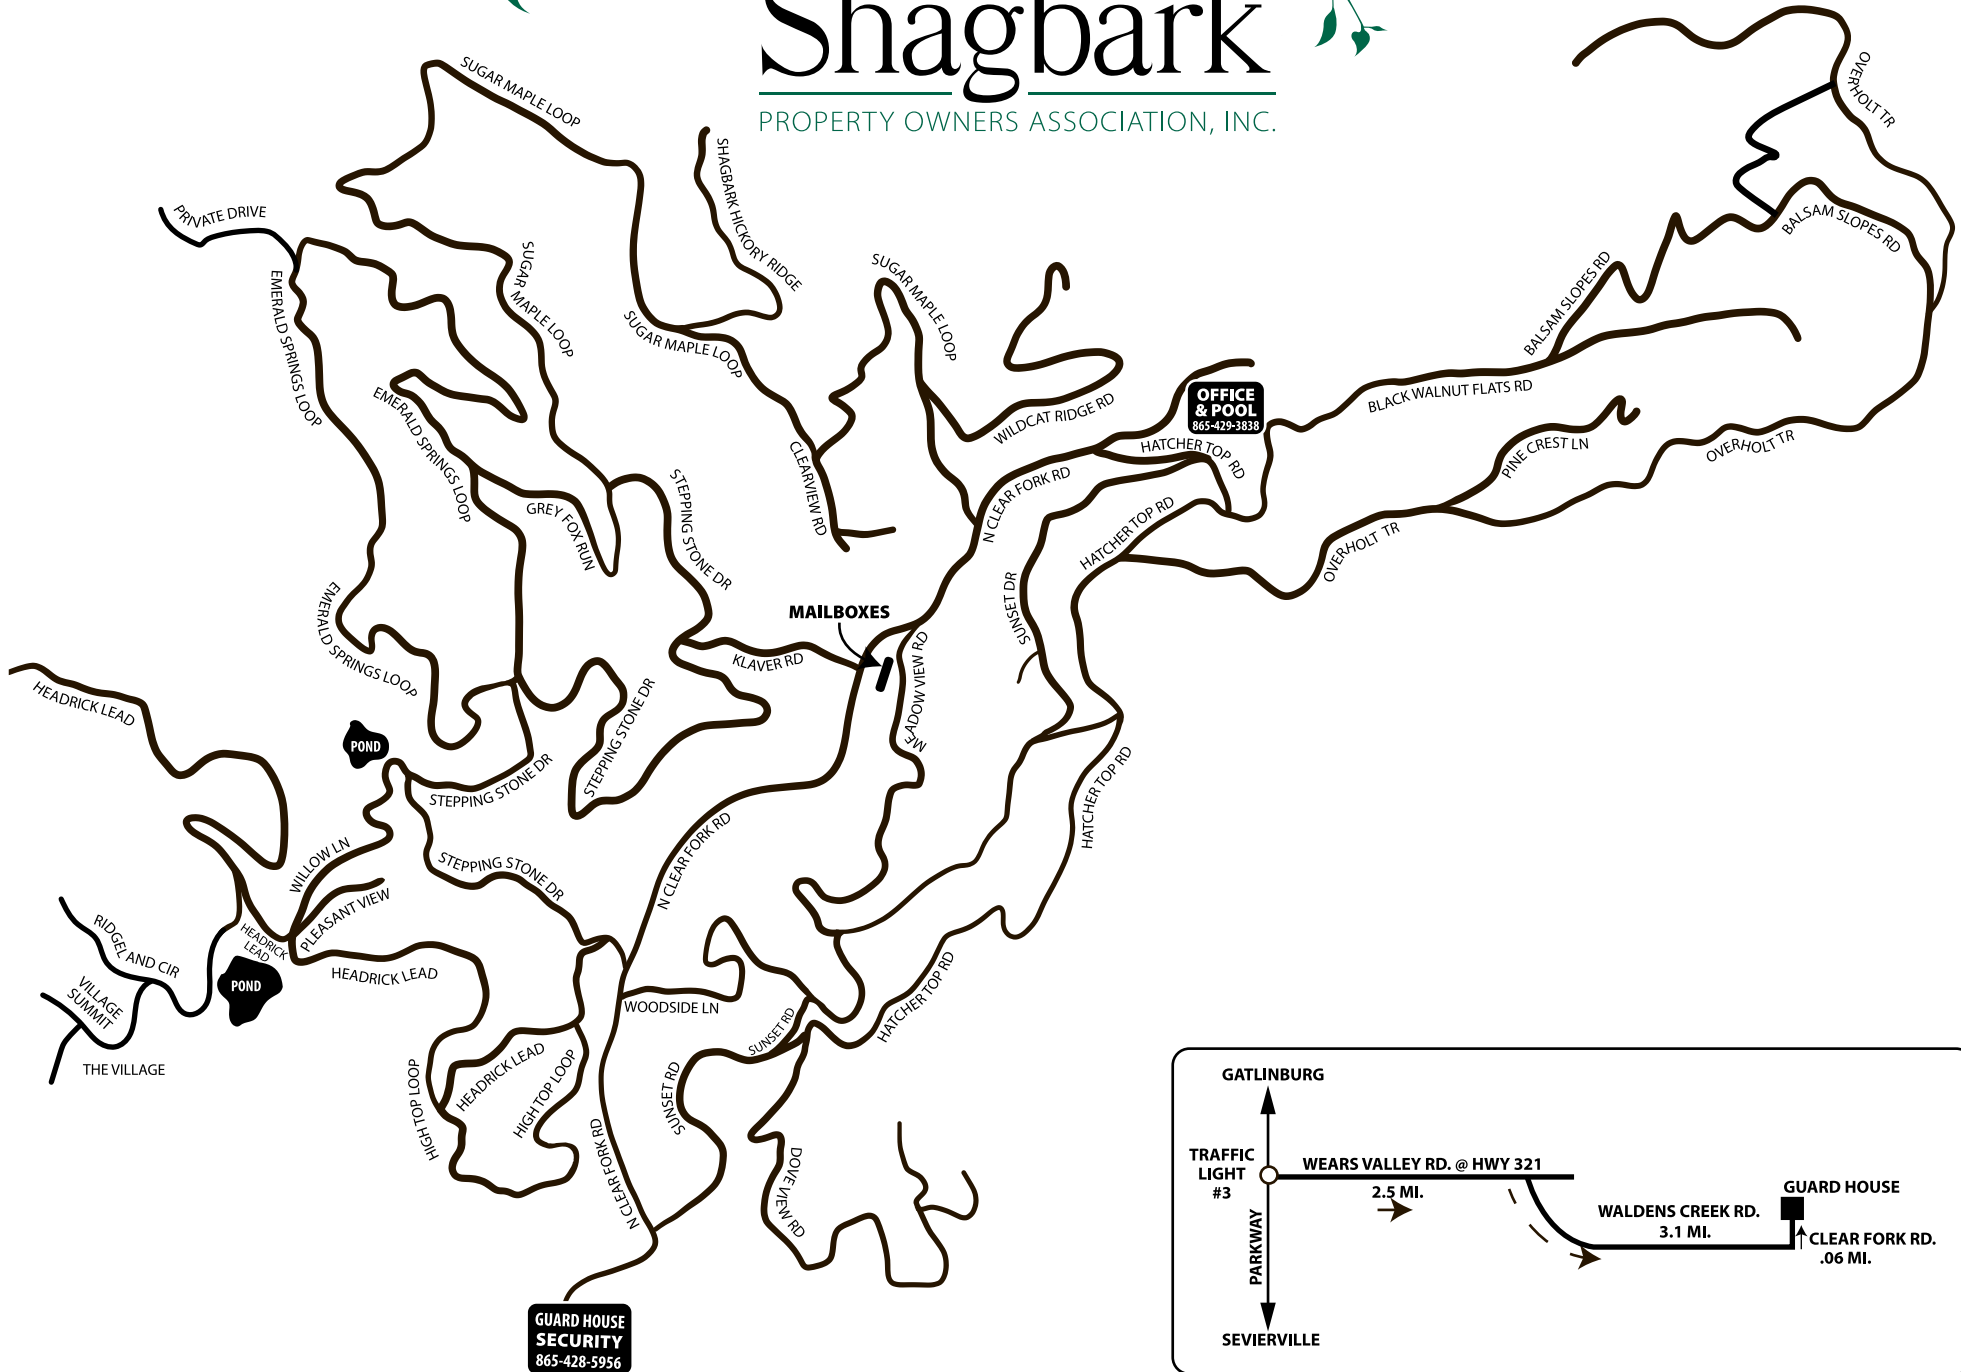 Shagbark
PROPERTY OWNERS ASSOCIATION, INC.
SUGAR MAPLE LOOP
SHAGBARK HICKORY RIDGE
OVERHOLT TR
PRIVATE DRIVE
BALSAM SLOPES RD
SUGAR MAPLE LOOP
SUGAR MAPLE LOOP
BALSAM SLOPES RD
EMERALD SPRINGS LOOP
SUGAR MAPLE LOOP
EMERALD SPRINGS LOOP
WILDCAT RIDGE RD
OFFICE
& POOL
865-429-3838
BLACK WALNUT FLATS RD
HATCHER TOP RD
PINE CREST LN
OVERHOLT TR
CLEARVIEW RD
STEPPING STONE DR
GREY FOX RUN
N CLEAR FORK RD
HATCHER TOP RD
OVERHOLT TR
EMERALD SPRINGS LOOP
SUNSET DR
MAILBOXES
KLAVER RD
MEADOW VIEW RD
HEADRICK LEAD
STEPPING STONE DR
POND
STEPPING STONE DR
HATCHER TOP RD
N CLEAR FORK RD
WILLOW LN
STEPPING STONE DR
PLEASANT VIEW
RIDGELAND CIR
HEADRICK
LEAD
HEADRICK LEAD
POND
VILLAGE
SUMMIT
THE VILLAGE
WOODSIDE LN
SUNSET RD
HATCHER TOP RD
HEADRICK LEAD
HIGH TOP LOOP
HIGH TOP LOOP
SUNSET RD
N CLEAR FORK RD
DOVE VIEW RD
GUARD HOUSE
SECURITY
865-428-5956
GATLINBURG
TRAFFIC
LIGHT
#3
WEARS VALLEY RD. @ HWY 321
2.5 MI.
GUARD HOUSE
WALDENS CREEK RD.
3.1 MI.
CLEAR FORK RD.
.06 MI.
PARKWAY
SEVIERVILLE